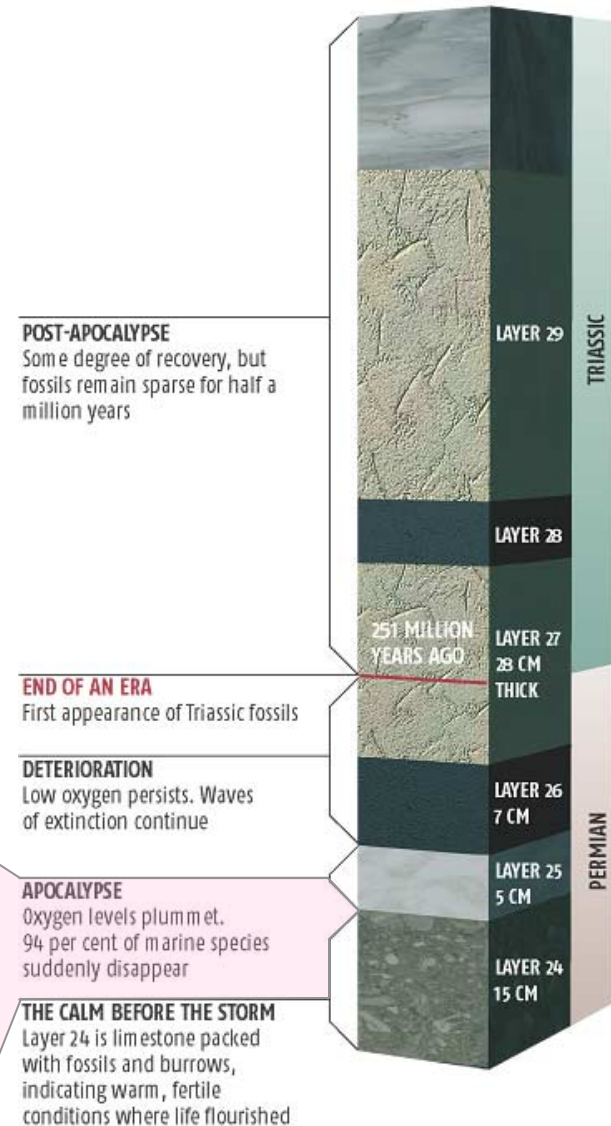 POST-APOCALYPSE
Some degree of recovery, but
fossils remain sparse for half a
million years
END OF AN ERA
First appearance of Triassic fossils
DETERIORATION
Low oxygen persists. Waves
of extinction continue
APOCALYPSE
Oxygen levels plummet.
94 per cent of marine species
suddenly disappear
THE CALM BEFORE THE STORM
Layer 24 is limestone packed
with fossils and burrows,
indicating warm, fertile
conditions where life flourished
251 MILLION
YEARS AGO
LAYER 29
LAYER 28
LAYER 27
28 CM
THICK
LAYER 26
7 CM
LAYER 25
5 CM
LAYER 24
15 CM
TRIASSIC
PERMIAN